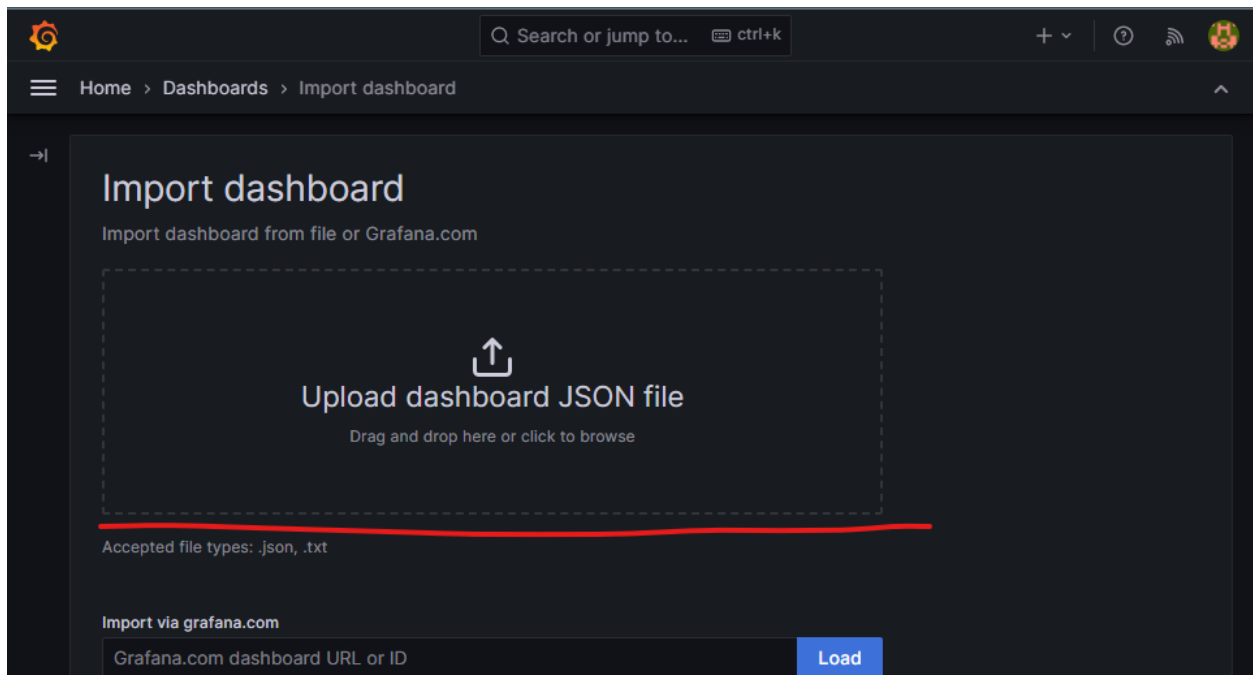 Search or jump to... ctrl+k
Home › Dashboards › Import dashboard
Import dashboard
Import dashboard from file or Grafana.com
Upload dashboard JSON file
Drag and drop here or click to browse
Accepted file types: .json, .txt
Import via grafana.com
Grafana.com dashboard URL or ID Load